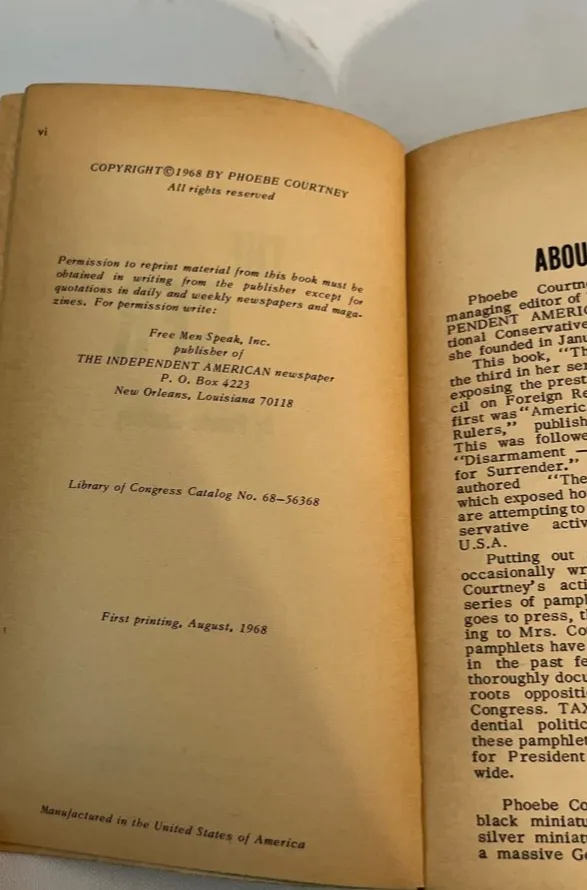 vi
COPYRIGHT©1968 BY PHOEBE COURTNEY
All rights reserved
Permission to reprint material from this book must be
obtained in writing from the publisher except for
quotations in daily and weekly newspapers and maga-
zines. For permission write:
Free Men Speak, Inc.
publisher of
THE INDEPENDENT AMERICAN newspaper
P. O. Box 4223
New Orleans, Louisiana 70118
Library of Congress Catalog No. 68-56368
First printing, August, 1968
Manufactured in the United States of America
ABOU
Phoebe Courtne
managing editor of
PENDENT AMERIC
tional Conservative
she founded in Janu
This book, "Th
the third in her ser
exposing the prest
cil on Foreign Re
first was "Americ
Rulers," publish
This was followe
"Disarmament —
for Surrender."
authored "The
which exposed ho
are attempting to
servative activ
U.S.A.
Putting out
occasionally wr
Courtney's acti
series of pamph
goes to press, th
ing to Mrs. Cou
pamphlets have
in the past fe
thoroughly docu
roots oppositio
Congress. TAX
dential politic
these pamphlet
for President
wide.
Phoebe Co
black miniatu
silver miniat
a massive Ge